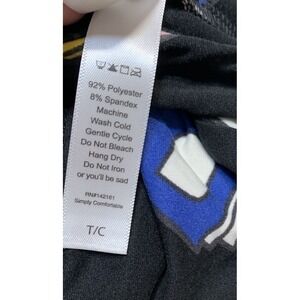 92% Polyester
8% Spandex
Machine
Wash Cold
Gentle Cycle
Do Not Bleach
Hang Dry
Do Not Iron
or you'll be sad
RN#142161
Simply Comfortable
T/C